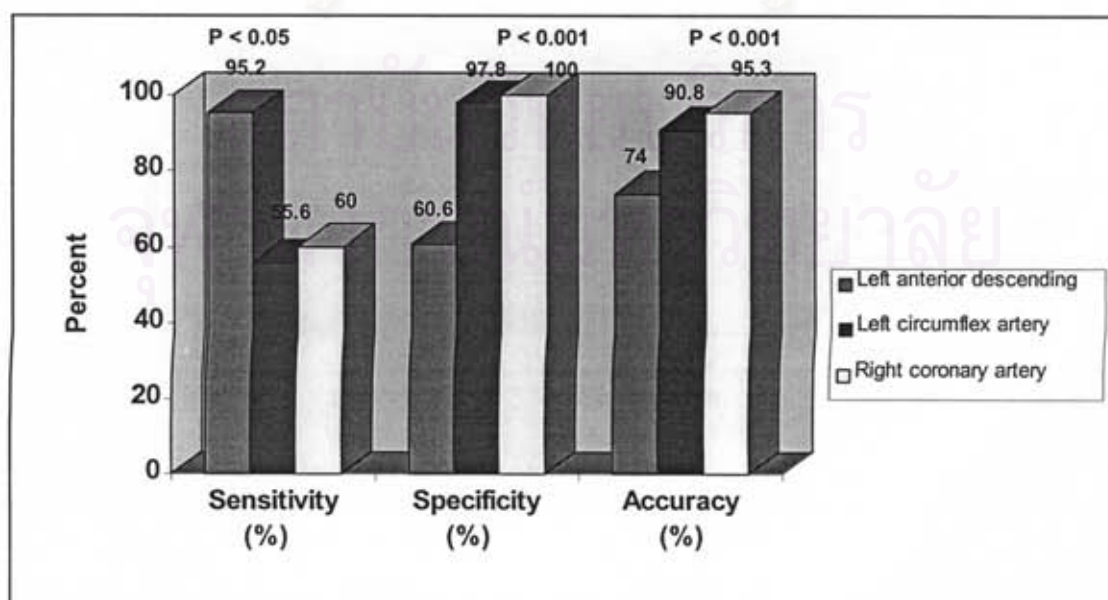 P < 0.05 P < 0.001 P < 0.001
95.2 97.8 100 90.8 95.3
100
80
74
55.6 60 60.6
60
40
20
0
Percent
Sensitivity (%)
Specificity (%)
Accuracy (%)
Left anterior descending
Left circumflex artery
Right coronary artery